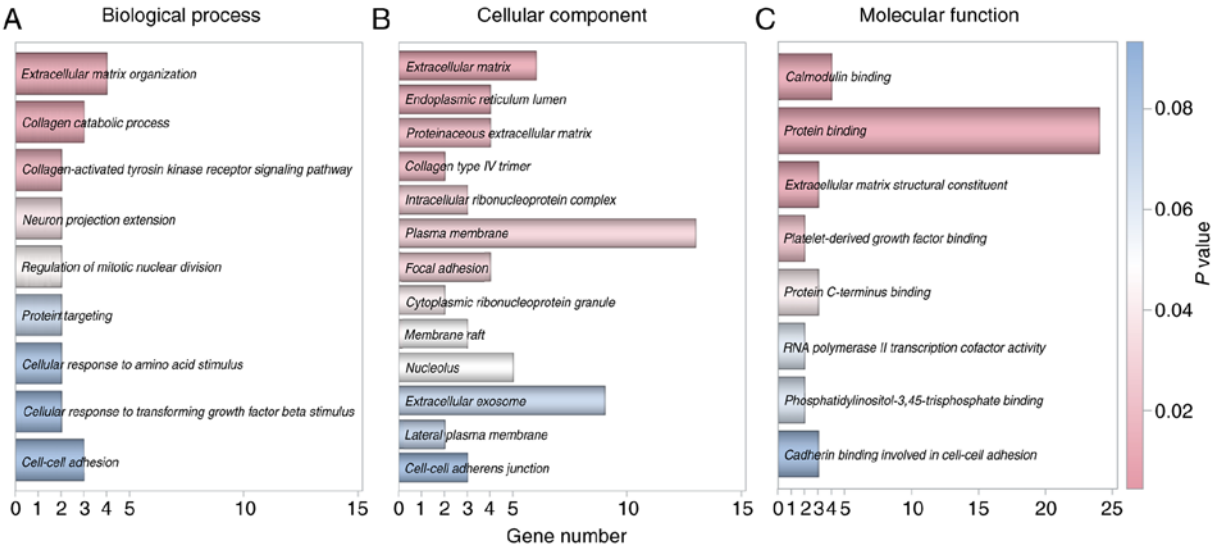 A
Biological process
Extracellular matrix organization
Collagen catabolic process
Collagen-activated tyrosin kinase receptor signaling pathway
Neuron projection extension
Regulation of mitotic nuclear division
Protein targeting
Cellular response to amino acid stimulus
Cellular response to transforming growth factor beta stimulus
Cell-cell adhesion
0 1 2 3 4 5 10 15
B
Cellular component
Extracellular matrix
Endoplasmic reticulum lumen
Proteinaceous extracellular matrix
Collagen type IV trimer
Intracellular ribonucleoprotein complex
Plasma membrane
Focal adhesion
Cytoplasmic ribonucleoprotein granule
Membrane raft
Nucleolus
Extracellular exosome
Lateral plasma membrane
Cell-cell adherens junction
0 1 2 3 4 5 10 15
Gene number
C
Molecular function
Calmodulin binding
Protein binding
Extracellular matrix structural constituent
Platelet-derived growth factor binding
Protein C-terminus binding
RNA polymerase II transcription cofactor activity
Phosphatidylinositol-3,45-trisphosphate binding
Cadherin binding involved in cell-cell adhesion
0 1 2 3 4 5 10 15 20 25
0.08
0.06
0.04
0.02
P value